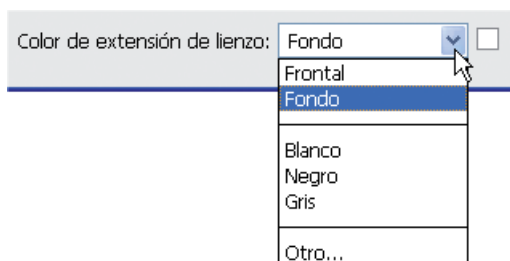 Color de extensión de lienzo: Fondo
Frontal
Fondo
Blanco
Negro
Gris
Otro...